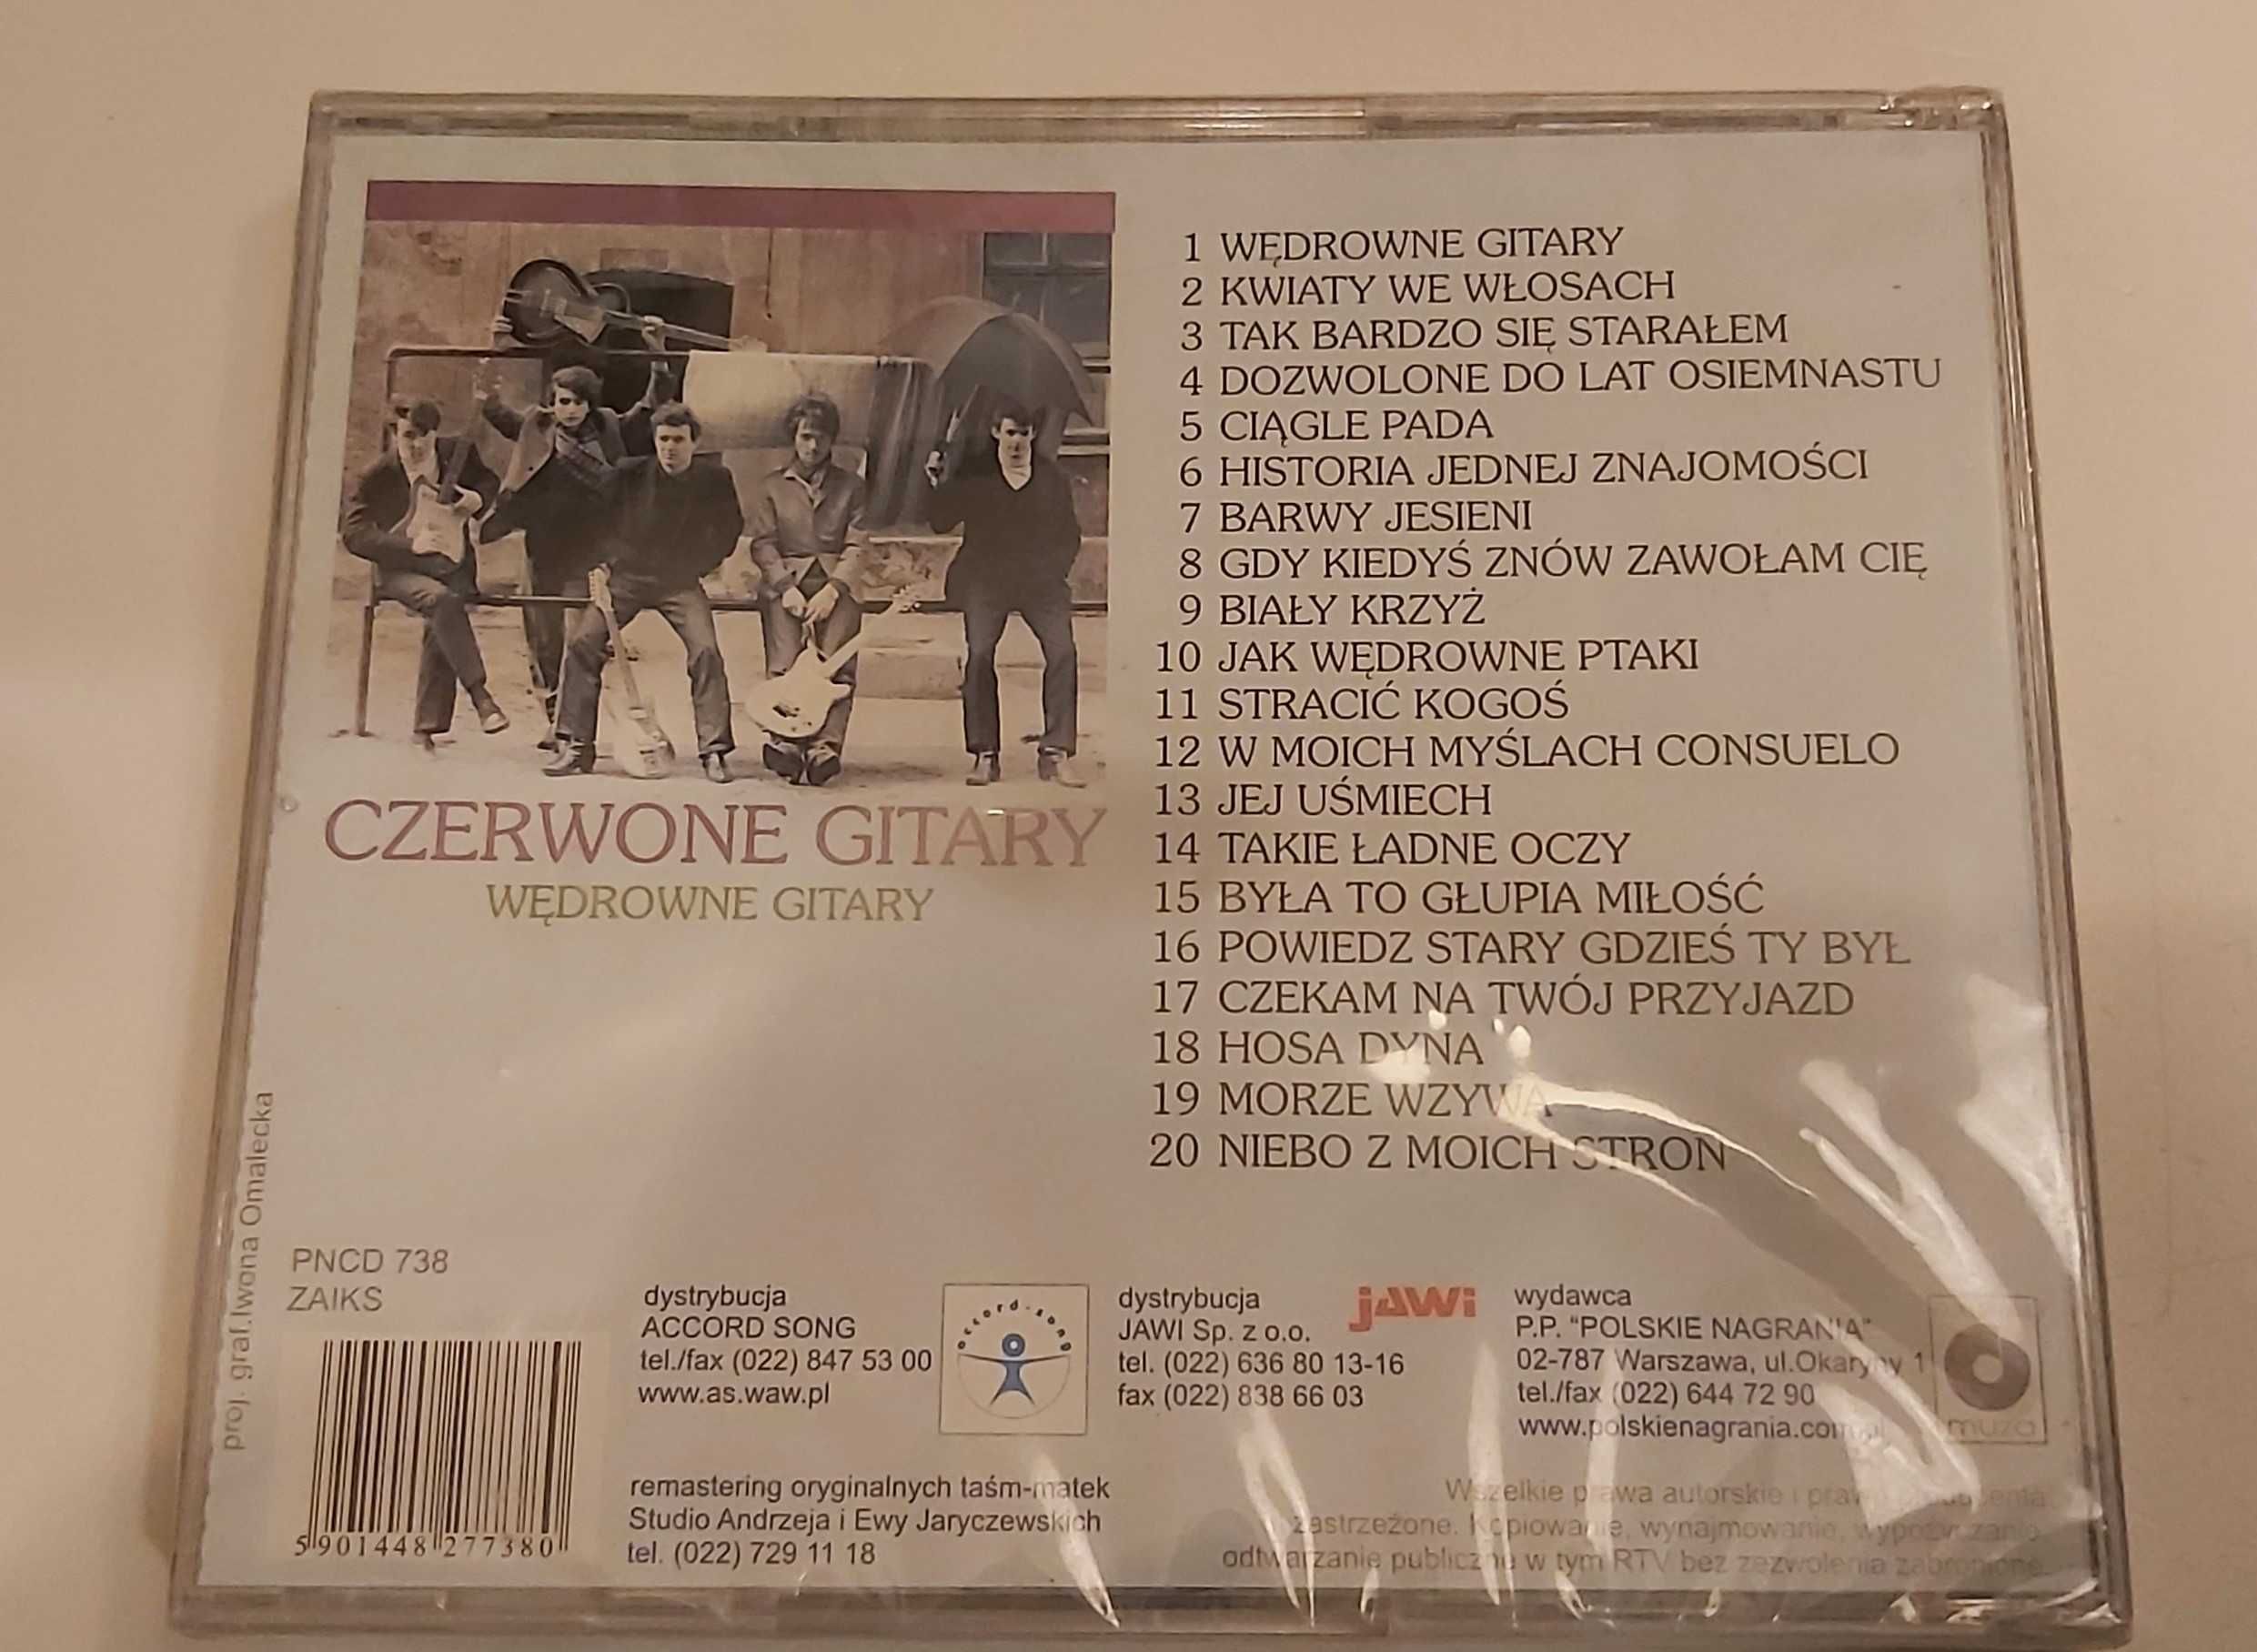 1 WĘDROWNE GITARY
2 KWIATY WE WŁOSACH
3 TAK BARDZO SIĘ STARAŁEM
4 DOZWOLONE DO LAT OSIEMNASTU
5 CIĄGLE PADA
6 HISTORIA JEDNEJ ZNAJOMOŚCI
7 BARWY JESIENI
8 GDY KIEDYŚ ZNÓW ZAWOŁAM CIĘ
9 BIAŁY KRZYŻ
10 JAK WĘDROWNE PTAKI
11 STRACIĆ KOGOŚ
12 W MOICH MYŚLACH CONSUELO
13 JEJ UŚMIECH
14 TAKIE ŁADNE OCZY
15 BYŁA TO GŁUPIA MIŁOŚĆ
16 POWIEDZ STARY GDZIEŚ TY BYŁ
17 CZEKAM NA TWÓJ PRZYJAZD
18 HOSA DYNA
19 MORZE WZYWA
20 NIEBO Z MOICH STRON
CZERWONE GITARY
WĘDROWNE GITARY
proj. graf.Iwona Omalecka
PNCD 738
ZAIKS
5901448277380
dystrybucja
ACCORD SONG
tel./fax (022) 847 53 00
www.as.waw.pl
accord-song
accord-song
dystrybucja
JAWI Sp. z o.o.
tel. (022) 636 80 13-16
fax (022) 838 66 03
jAWi
wydawca
P.P. "POLSKIE NAGRANIA"
02-787 Warszawa, ul.Okaryny 1
tel./fax (022) 644 72 90
www.polskienagrania.com.pl
muza
remastering oryginalnych taśm-matek
Studio Andrzeja i Ewy Jaryczewskich
tel. (022) 729 11 18
Wszelkie prawa autorskie i prawa
zastrzeżone. Kopiowanie, wynajmowanie, wypożyczanie,
odtwarzanie publiczne w tym RTV bez zezwolenia zabronione.